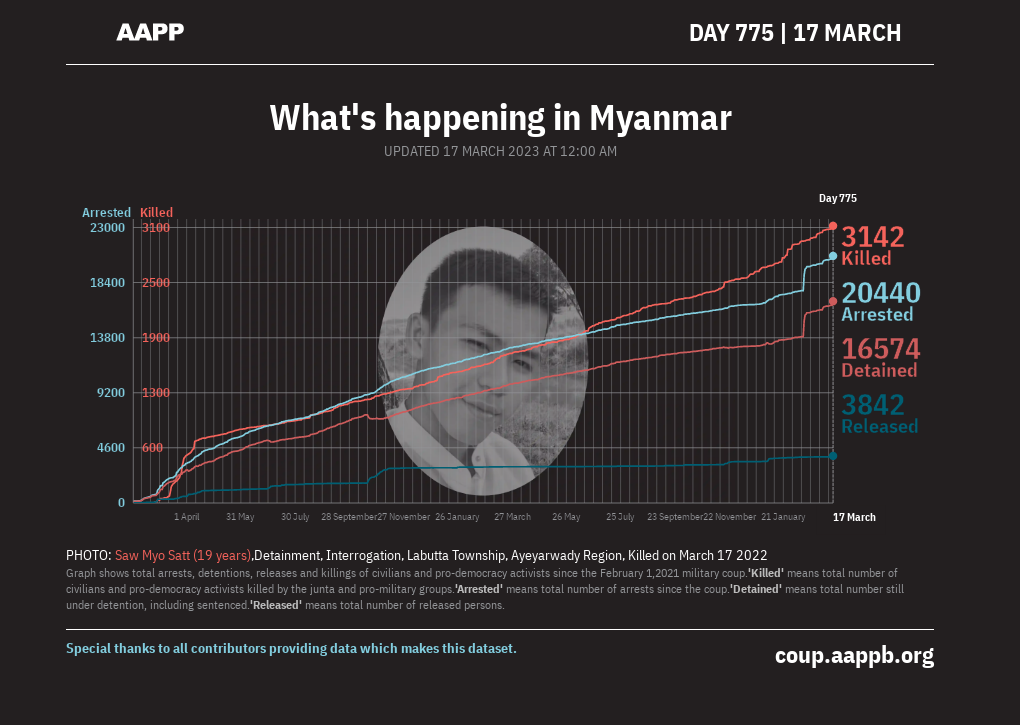 AAPP
DAY 775 | 17 MARCH
What's happening in Myanmar
UPDATED 17 MARCH 2023 AT 12:00 AM
Day 775
Arrested Killed
23000 3100
18400 2500
13800 1900
9200 1300
4600 600
0
3142
Killed
20440
Arrested
16574
Detained
3842
Released
1 April 31 May 30 July 28 September 27 November 26 January 27 March 26 May 25 July 23 September 22 November 21 January 17 March
PHOTO: Saw Myo Satt (19 years),Detainment, Interrogation, Labutta Township, Ayeyarwady Region, Killed on March 17 2022
Graph shows total arrests, detentions, releases and killings of civilians and pro-democracy activists since the February 1,2021 military coup.'Killed' means total number of
civilians and pro-democracy activists killed by the junta and pro-military groups.'Arrested' means total number of arrests since the coup.'Detained' means total number still
under detention, including sentenced.'Released' means total number of released persons.
Special thanks to all contributors providing data which makes this dataset.
coup.aappb.org